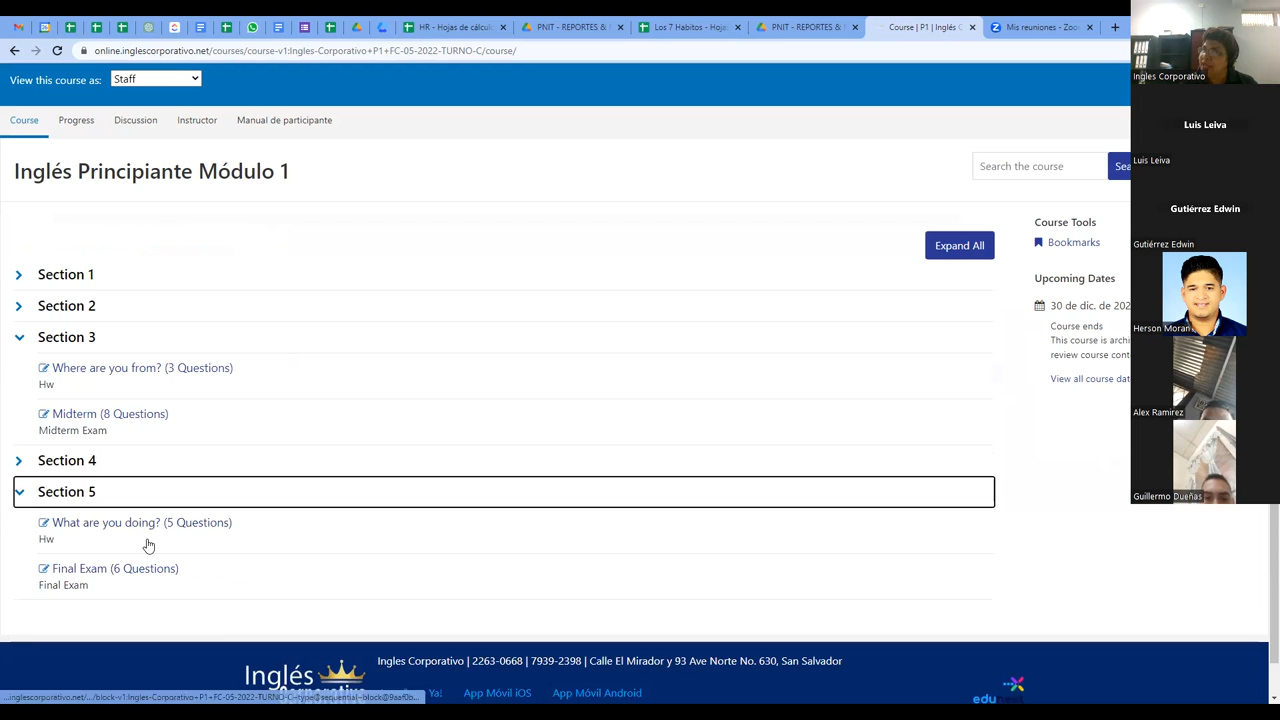 HR - Hojas de cálcu
PNIT - REPORTES &
Los 7 Habitos - Hoja
PNIT - REPORTES & F
Course | P1 | Inglés C
Mis reuniones - Zoo
online.inglescorporativo.net/courses/course-v1:Ingles-Corporativo+P1+FC-05-2022-TURNO-C/course/
View this course as:
Staff
Course
Progress
Discussion
Instructor
Manual de participante
Inglés Principiante Módulo 1
Search the course
Sea
Expand All
Section 1
Section 2
Section 3
Where are you from? (3 Questions)
Hw
Midterm (8 Questions)
Midterm Exam
Section 4
Section 5
What are you doing? (5 Questions)
Hw
Final Exam (6 Questions)
Final Exam
Course Tools
Bookmarks
Upcoming Dates
30 de dic. de 202
Course ends
This course is archi
review course cont
View all course dat
Ingles Corporativo
Luis Leiva
Luis Leiva
Gutiérrez Edwin
Gutiérrez Edwin
Herson Moran
Alex Ramirez
Guillermo Dueñas
Inglés
Ingles Corporativo | 2263-0668 | 7939-2398 | Calle El Mirador y 93 Ave Norte No. 630, San Salvador
Ya!
App Móvil iOS
App Móvil Android